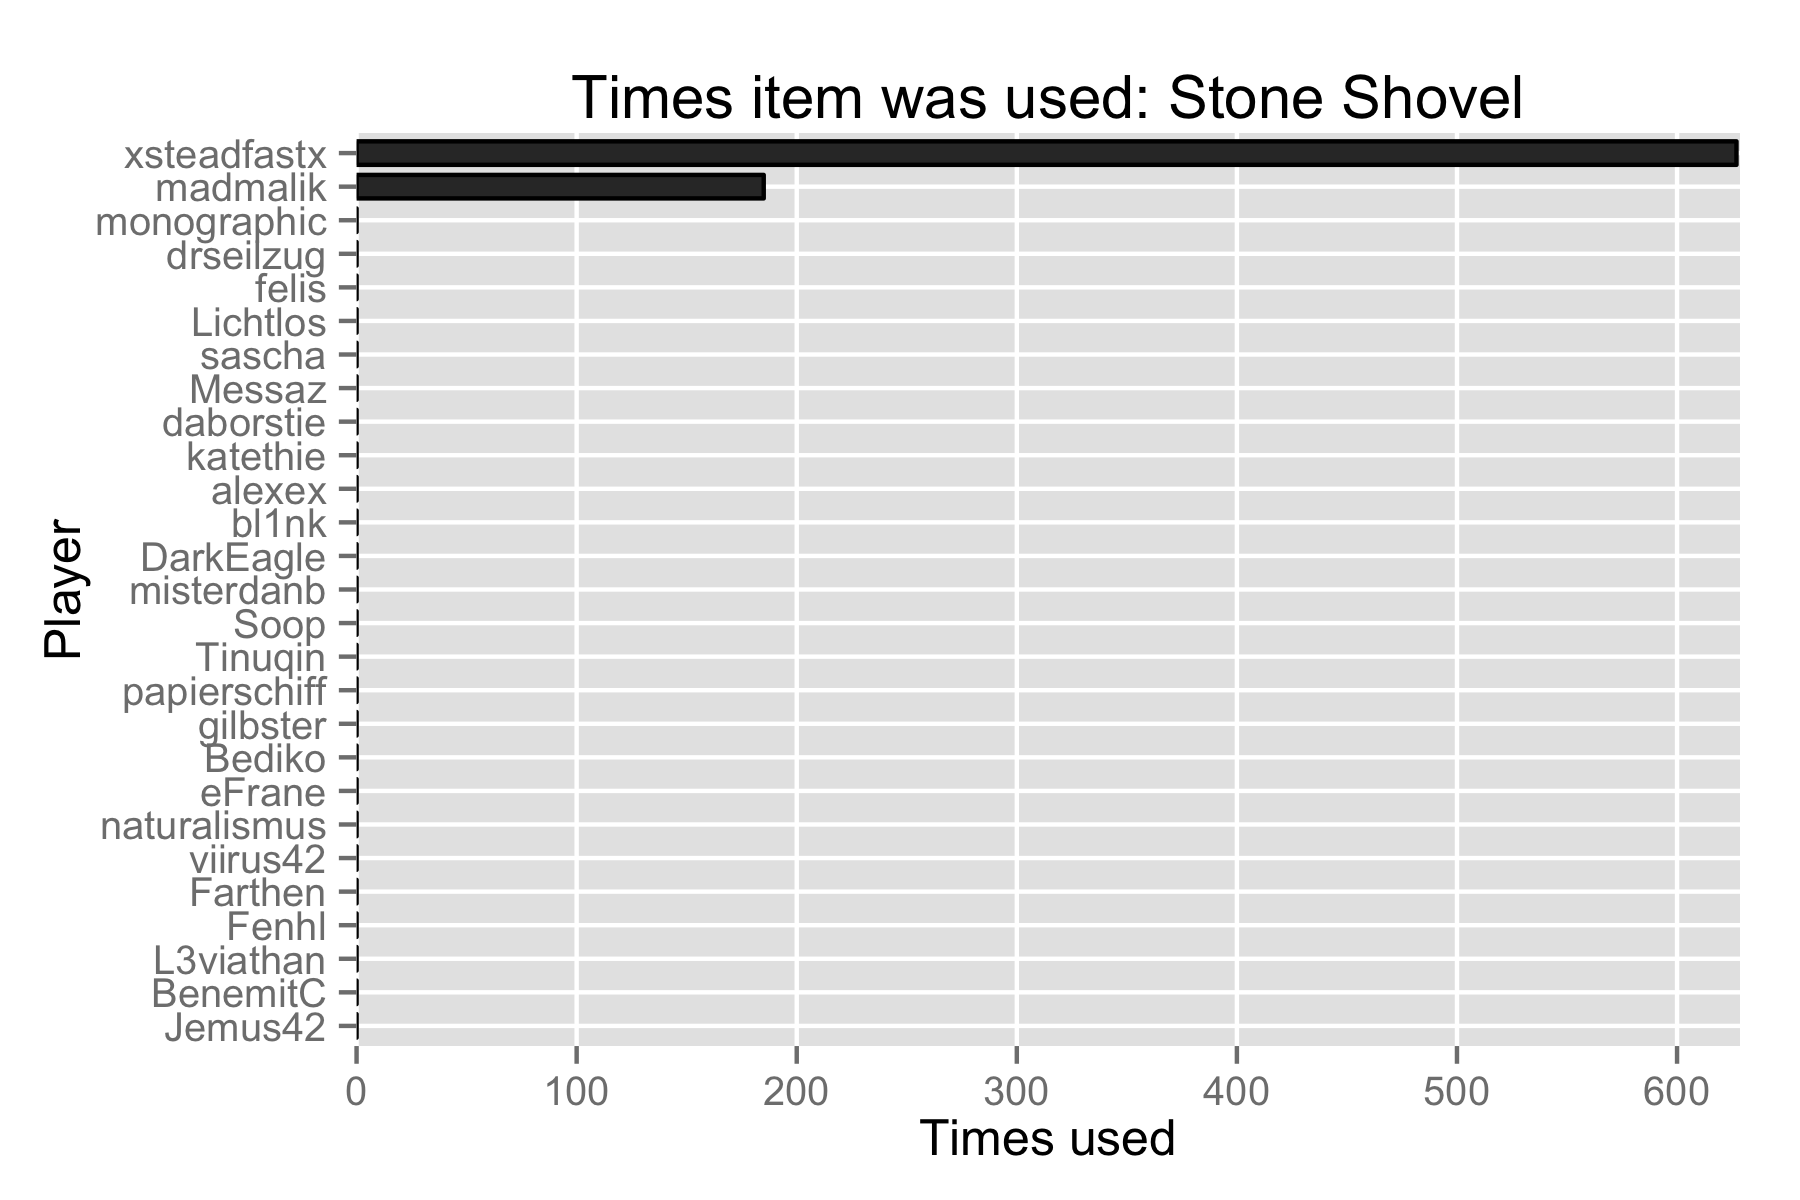 Times item was used: Stone Shovel
xsteadfastx
madmalik
monographic
drseilzug
felis
Lichtlos
sascha
Messaz
daborstie
katethie
alexex
bl1nk
DarkEagle
misterdanb
Soop
Tinuqin
papierschiff
gilbster
Bediko
eFrane
naturalismus
viirus42
Farthen
Fenhl
L3viathan
BenemitC
Jemus42
Player
0 100 200 300 400 500 600
Times used